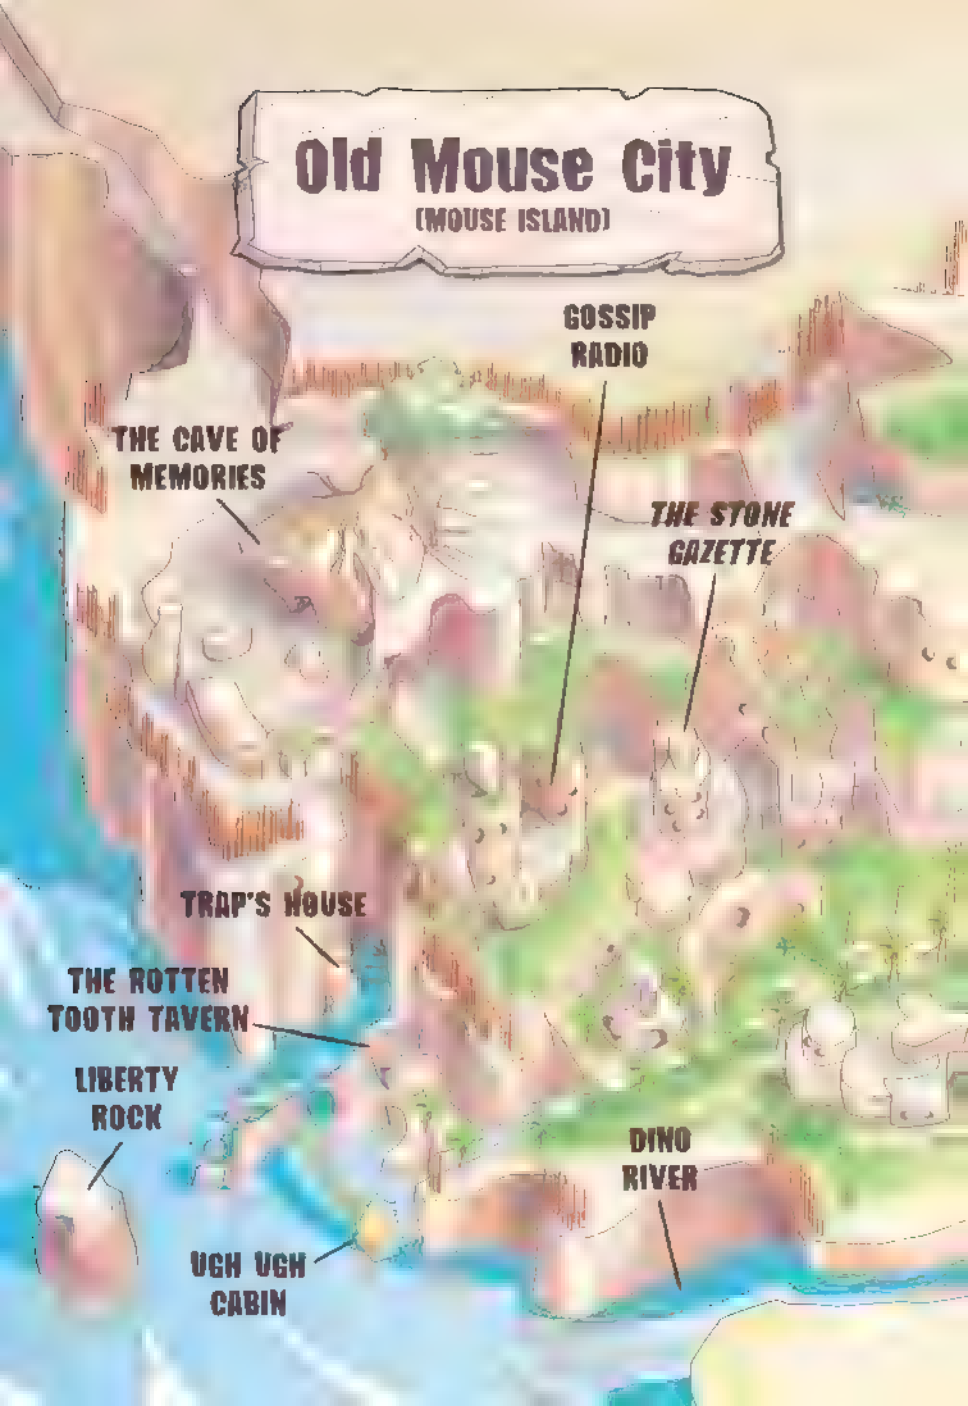 Old Mouse City
(MOUSE ISLAND)
GOSSIP
RADIO
THE CAVE OF
MEMORIES
THE STONE
GAZETTE
TRAP'S HOUSE
THE ROTTEN
TOOTH TAVERN
LIBERTY
ROCK
DINO
RIVER
UGH UGH
CABIN